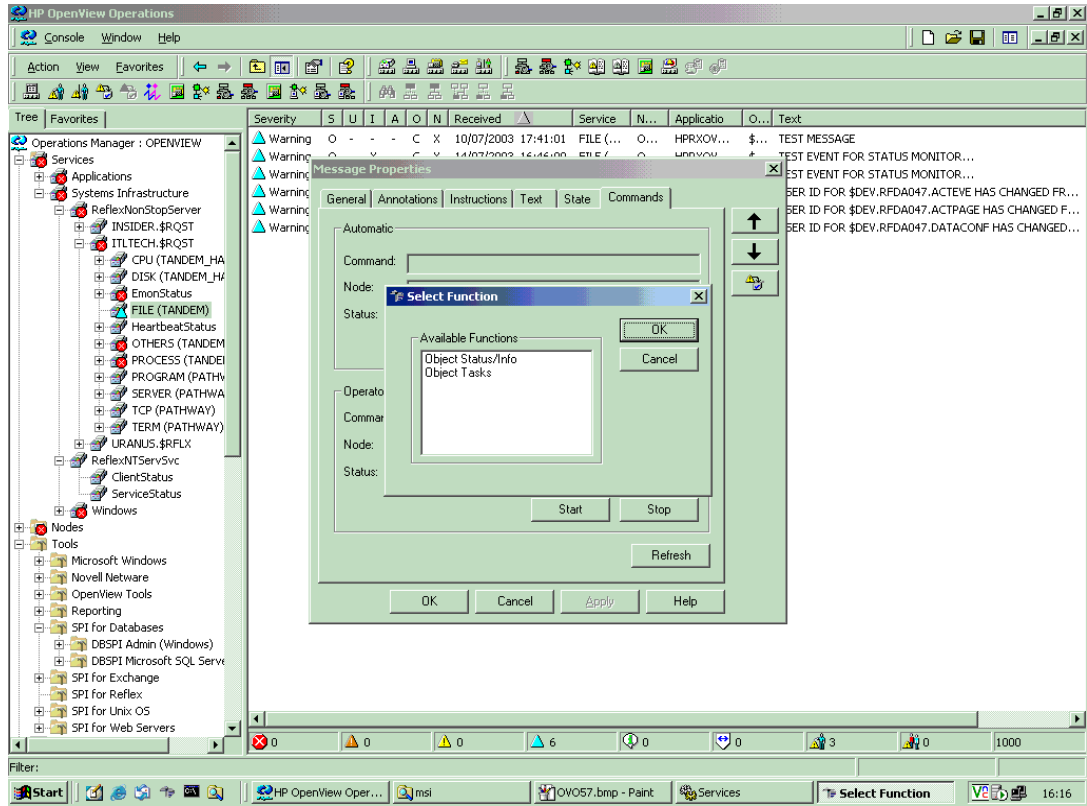 HP OpenView Operations
Console Window Help
Action View Favorites
Tree Favorites
Operations Manager : OPENVIEW
Services
Applications
Systems Infrastructure
ReflexNonStopServer
INSIDER.$RQST
ITLTECH.$RQST
CPU (TANDEM_HA
DISK (TANDEM_HA
EmonStatus
FILE (TANDEM)
HeartbeatStatus
OTHERS (TANDEM
PROCESS (TANDEI
PROGRAM (PATHW
SERVER (PATHWA
TCP (PATHWAY)
TERM (PATHWAY)
URANUS.$RFLX
ReflexNTServSvc
ClientStatus
ServiceStatus
Windows
Nodes
Tools
Microsoft Windows
Novell Netware
OpenView Tools
Reporting
SPI for Databases
DBSPI Admin (Windows)
DBSPI Microsoft SQL Serve
SPI for Exchange
SPI for Reflex
SPI for Unix OS
SPI for Web Servers
Severity S U I A O N Received Service N... Applicatio O... Text
Warning O - - - C X 10/07/2003 17:41:01 FILE (... O... HPRXOV... $... TEST MESSAGE
Warning O - X - C X 14/07/2003 16:46:00 FILE (... O... HPRXOV... $... TEST EVENT FOR STATUS MONITOR...
Warning EST EVENT FOR STATUS MONITOR...
Warning SER ID FOR $DEV.RFDA047.ACTEVE HAS CHANGED FR...
Warning SER ID FOR $DEV.RFDA047.ACTPAGE HAS CHANGED F...
Warning SER ID FOR $DEV.RFDA047.DATACONF HAS CHANGED...
Message Properties
General Annotations Instructions Text State Commands
Automatic
Command:
Node:
Status:
Operato
Commar
Node:
Status:
Start Stop
Refresh
OK Cancel Apply Help
Select Function
Available Functions
Object Status/Info
Object Tasks
OK
Cancel
0 0 0 6 0 0 3 0 1000
Filter:
Start HP OpenView Oper... msi OVO57.bmp - Paint Services Select Function 16:16